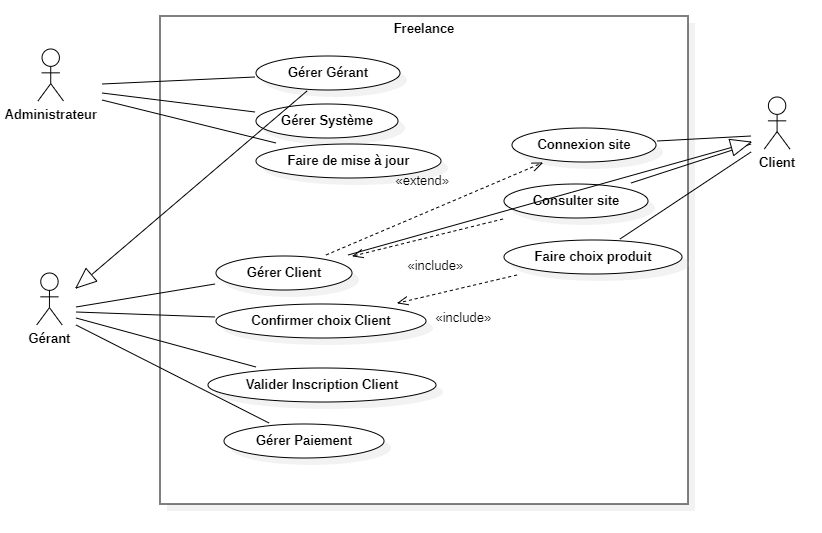 Freelance
Gérer Gérant
Administrateur
Gérer Système
Connexion site
Faire de mise à jour
Client
«extend»
Consulter site
Faire choix produit
«include»
Gérer Client
«include»
Confirmer choix Client
Gérant
Valider Inscription Client
Gérer Paiement